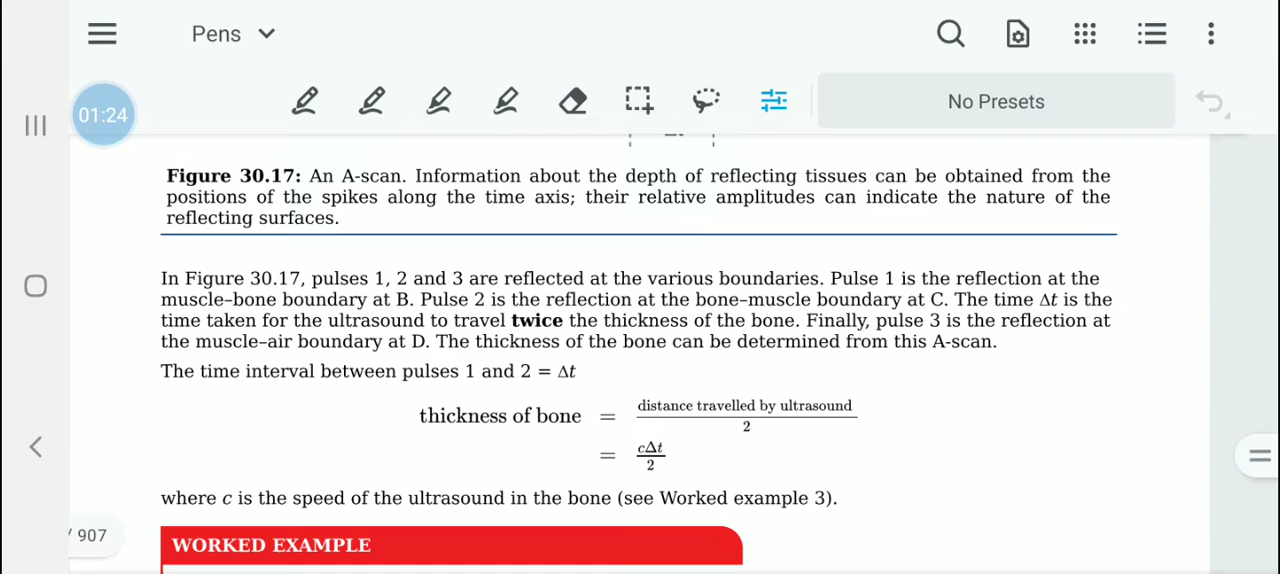 Pens
No Presets
01:24
Figure 30.17: An A-scan. Information about the depth of reflecting tissues can be obtained from the
positions of the spikes along the time axis; their relative amplitudes can indicate the nature of the
reflecting surfaces.
In Figure 30.17, pulses 1, 2 and 3 are reflected at the various boundaries. Pulse 1 is the reflection at the
muscle–bone boundary at B. Pulse 2 is the reflection at the bone–muscle boundary at C. The time Δt is the
time taken for the ultrasound to travel twice the thickness of the bone. Finally, pulse 3 is the reflection at
the muscle–air boundary at D. The thickness of the bone can be determined from this A-scan.
The time interval between pulses 1 and 2 = Δt
thickness of bone = distance travelled by ultrasound / 2
= cΔt / 2
where c is the speed of the ultrasound in the bone (see Worked example 3).
/ 907
WORKED EXAMPLE